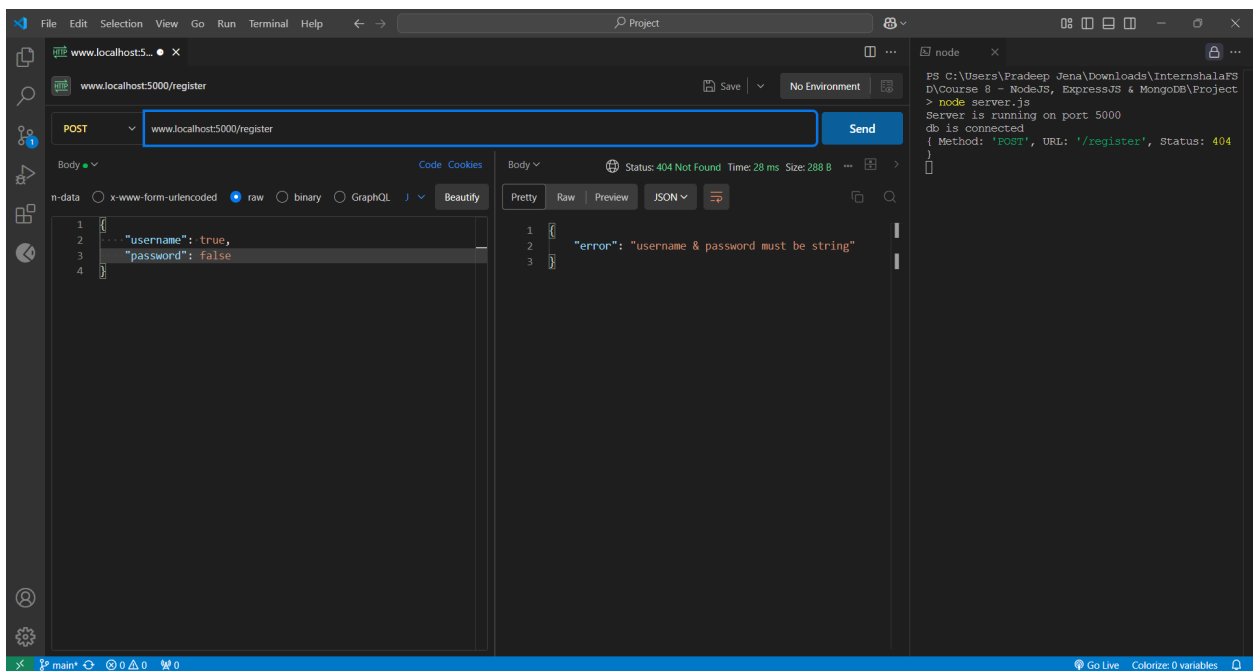 File Edit Selection View Go Run Terminal Help
Project
www.localhost:5...
node
www.localhost:5000/register
Save
No Environment
POST
www.localhost:5000/register
Send
Body
Code Cookies
n-data x-www-form-urlencoded raw binary GraphQL J Beautify
1 {
2 ····"username": true,
3 "password": false
4 }
Body
Status: 404 Not Found Time: 28 ms Size: 288 B
Pretty Raw Preview JSON
1 {
2 "error": "username & password must be string"
3 }
PS C:\Users\Pradeep Jena\Downloads\InternshalaFS
D\Course 8 - NodeJS, ExpressJS & MongoDB\Project
> node server.js
Server is running on port 5000
db is connected
{ Method: 'POST', URL: '/register', Status: 404
}
1
main* 0 0 0
Go Live Colorize: 0 variables